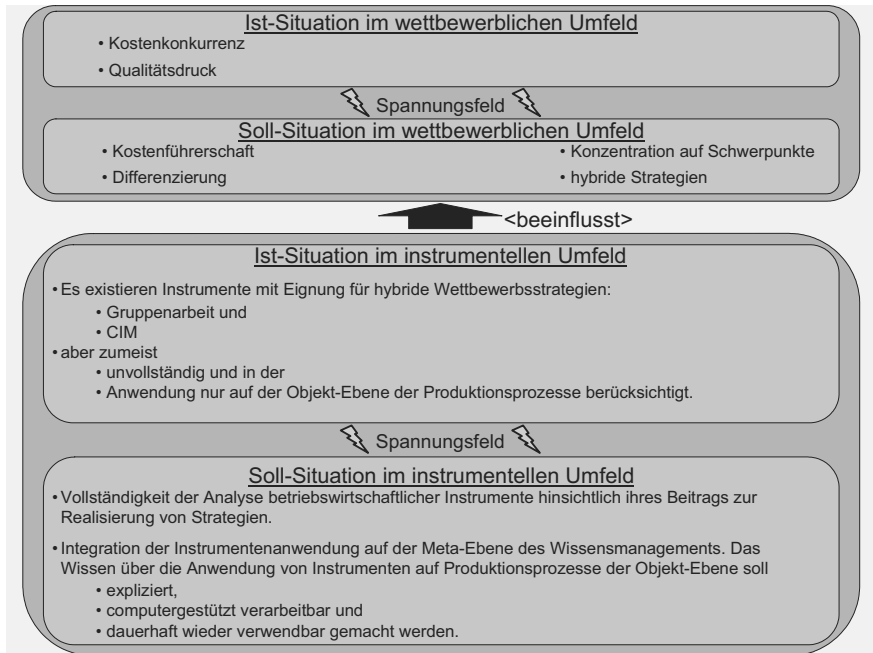 Ist-Situation im wettbewerblichen Umfeld
• Kostenkonkurrenz
• Qualitätsdruck
Spannungsfeld
Soll-Situation im wettbewerblichen Umfeld
• Kostenführerschaft
• Konzentration auf Schwerpunkte
• Differenzierung
• hybride Strategien
<beeinflusst>
Ist-Situation im instrumentellen Umfeld
• Es existieren Instrumente mit Eignung für hybride Wettbewerbsstrategien:
• Gruppenarbeit und
• CIM
• aber zumeist
• unvollständig und in der
• Anwendung nur auf der Objekt-Ebene der Produktionsprozesse berücksichtigt.
Spannungsfeld
Soll-Situation im instrumentellen Umfeld
• Vollständigkeit der Analyse betriebswirtschaftlicher Instrumente hinsichtlich ihres Beitrags zur
Realisierung von Strategien.
• Integration der Instrumentenanwendung auf der Meta-Ebene des Wissensmanagements. Das
Wissen über die Anwendung von Instrumenten auf Produktionsprozesse der Objekt-Ebene soll
• expliziert,
• computergestützt verarbeitbar und
• dauerhaft wieder verwendbar gemacht werden.